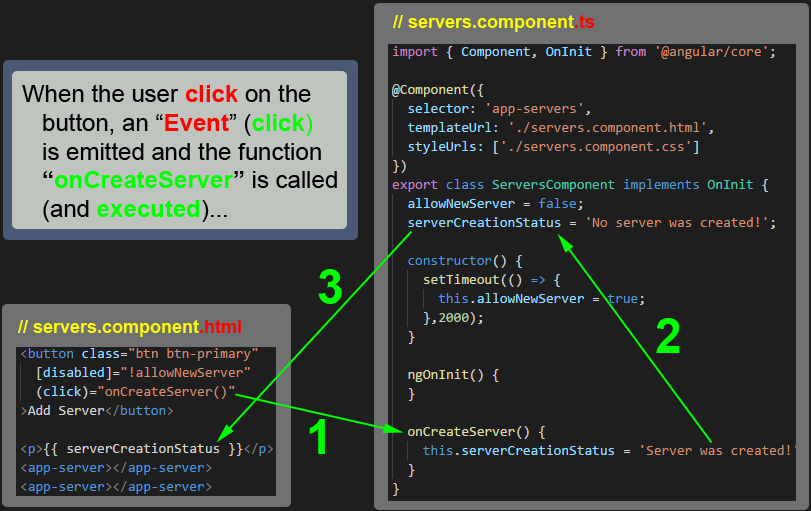 When the user click on the
button, an “Event” (click)
is emitted and the function
“onCreateServer” is called
(and executed)...
// servers.component.html
<button class="btn btn-primary"
[disabled]="!allowNewServer"
(click)="onCreateServer()"
>Add Server</button>
<p>{{ serverCreationStatus }}</p>
<app-server></app-server>
<app-server></app-server>
// servers.component.ts
import { Component, OnInit } from '@angular/core';
@Component({
selector: 'app-servers',
templateUrl: './servers.component.html',
styleUrls: ['./servers.component.css']
})
export class ServersComponent implements OnInit {
allowNewServer = false;
serverCreationStatus = 'No server was created!';
constructor() {
setTimeout(() => {
this.allowNewServer = true;
},2000);
}
ngOnInit() {
}
onCreateServer() {
this.serverCreationStatus = 'Server was created!'
}
}
1
2
3